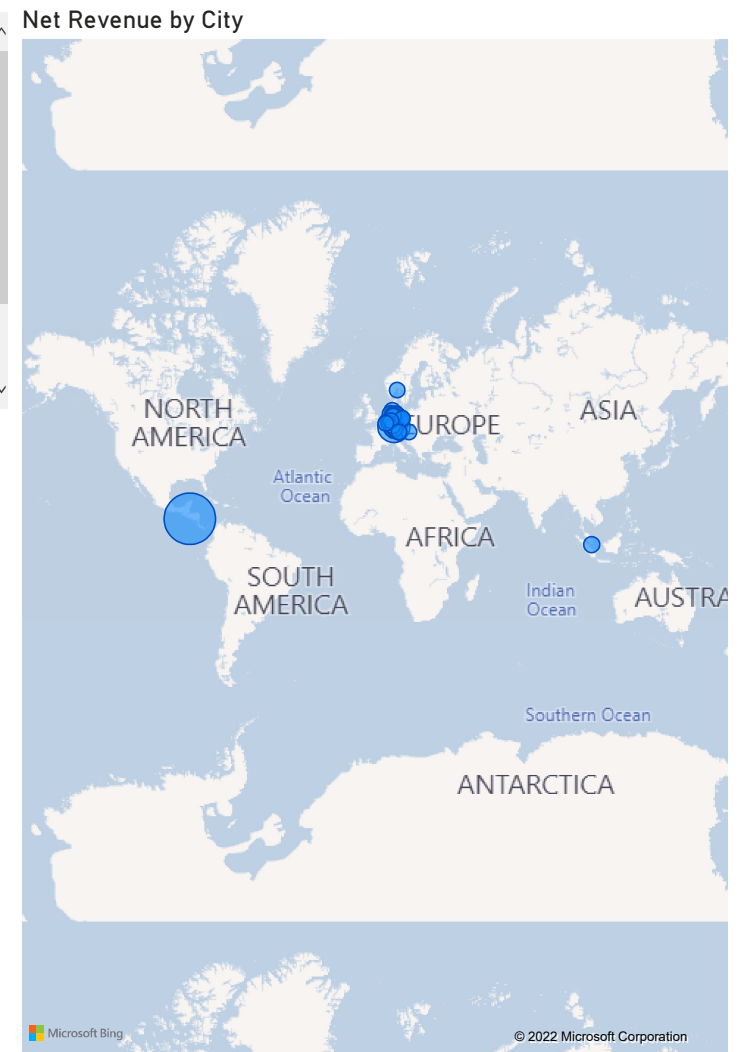 Net Revenue by City
NORTH
AMERICA
EUROPE
ASIA
Atlantic
Ocean
AFRICA
SOUTH
AMERICA
Indian
Ocean
AUSTRA
Southern Ocean
ANTARCTICA
Microsoft Bing
© 2022 Microsoft Corporation